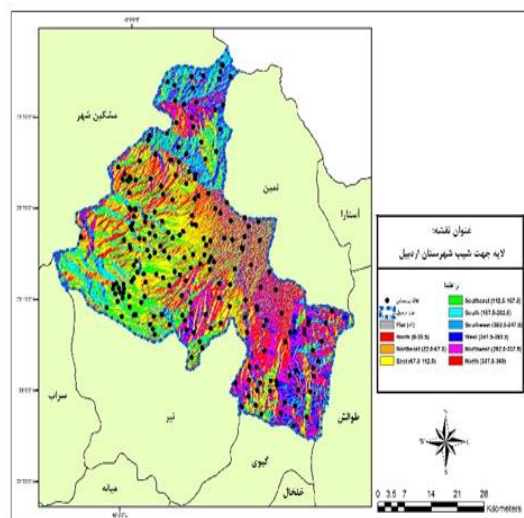 مشکین شهر
نمین
آستارا
سراب
نیر
طوالش
گیوی
میانه
خلخال
عنوان نقشه:
لایه جهت شیب شهرستان اردبیل
راهنما
Flat (-1)
North (0-22.5)
Northeast (22.5-67.5)
East (67.5-112.5)
Southeast (112.5-157.5)
South (157.5-202.5)
Southwest (202.5-247.5)
West (247.5-292.5)
Northwest (292.5-337.5)
North (337.5-360)
N
W
E
S
0 3.5 7 14 21 28
Kilometers